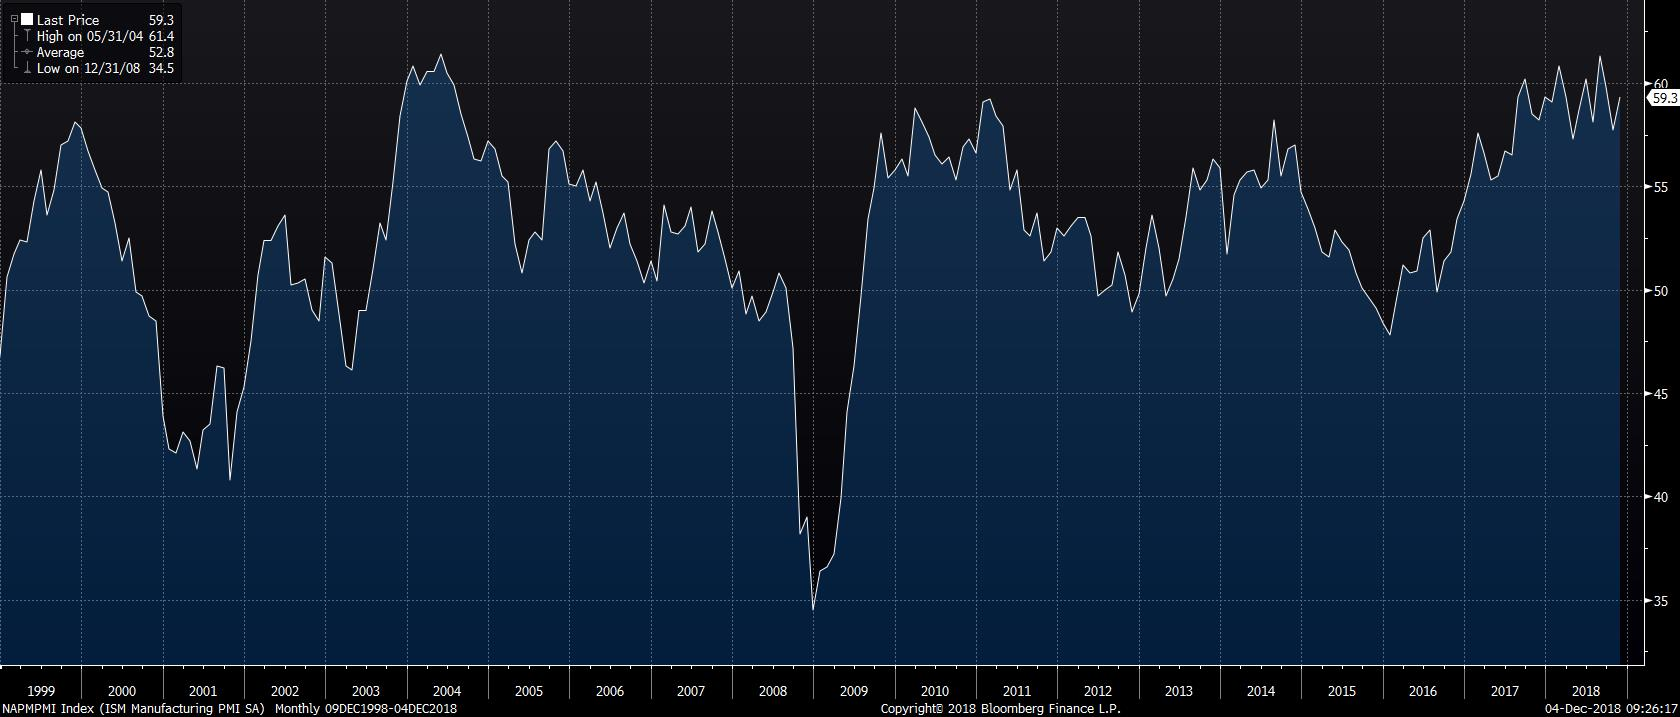 Last Price 59.3
High on 05/31/04 61.4
Average 52.8
Low on 12/31/08 34.5
60
59.3
55
50
45
40
35
1999 2000 2001 2002 2003 2004 2005 2006 2007 2008 2009 2010 2011 2012 2013 2014 2015 2016 2017 2018
NAPMPMI Index (ISM Manufacturing PMI SA) Monthly 09DEC1998-04DEC2018 Copyright© 2018 Bloomberg Finance L.P. 04-Dec-2018 09:26:17